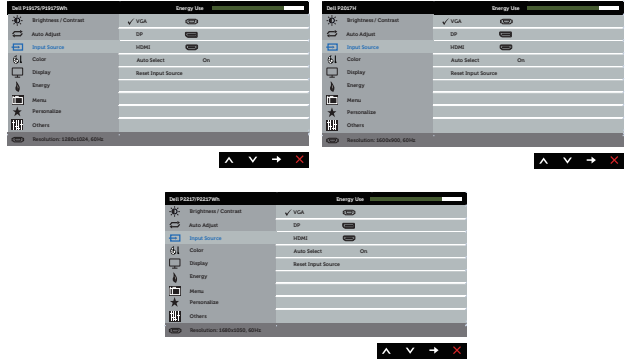 Dell P1917S/P1917SWh Energy Use
Brightness / Contrast VGA
Auto Adjust DP
Input Source HDMI
Color Auto Select On
Display Reset Input Source
Energy
Menu
Personalize
Others
Resolution: 1280x1024, 60Hz
Dell P2017H Energy Use
Brightness / Contrast VGA
Auto Adjust DP
Input Source HDMI
Color Auto Select On
Display Reset Input Source
Energy
Menu
Personalize
Others
Resolution: 1600x900, 60Hz
Dell P2217/P2217Wh Energy Use
Brightness / Contrast VGA
Auto Adjust DP
Input Source HDMI
Color Auto Select On
Display Reset Input Source
Energy
Menu
Personalize
Others
Resolution: 1680x1050, 60Hz